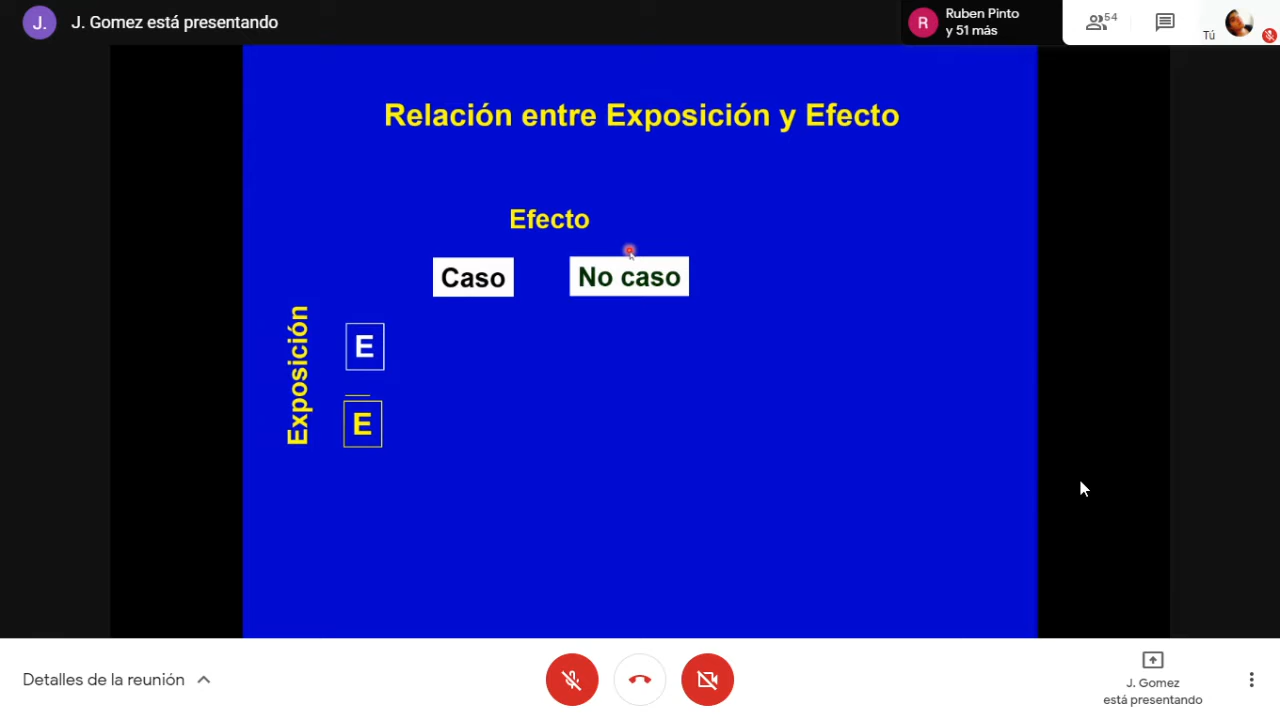 J.
J. Gomez está presentando
R
Ruben Pinto
y 51 más
54
Tú
Relación entre Exposición y Efecto
Efecto
Caso
No caso
Exposición
E
E
Detalles de la reunión
J. Gomez
está presentando